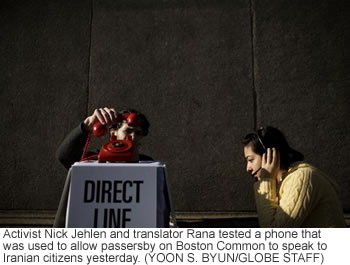 DIRECT
LINE
Activist Nick Jehlen and translator Rana tested a phone that
was used to allow passersby on Boston Common to speak to
Iranian citizens yesterday. (YOON S. BYUN/GLOBE STAFF)